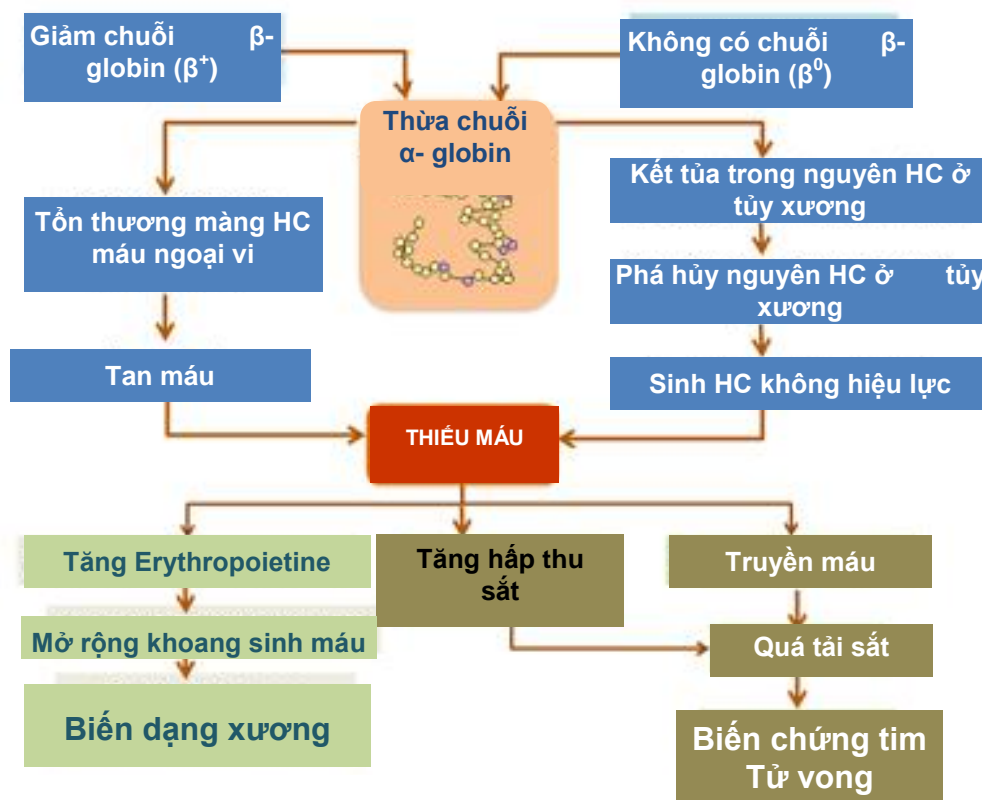 Giảm chuỗi β-
globin (β⁺)
Không có chuỗi β-
globin (β⁰)
Thừa chuỗi
α- globin
Tổn thương màng HC
máu ngoại vi
Kết tủa trong nguyên HC ở
tủy xương
Phá hủy nguyên HC ở tủy
xương
Tan máu
Sinh HC không hiệu lực
THIẾU MÁU
Tăng Erythropoietine
Tăng hấp thu
sắt
Truyền máu
Mở rộng khoang sinh máu
Quá tải sắt
Biến dạng xương
Biến chứng tim
Tử vong